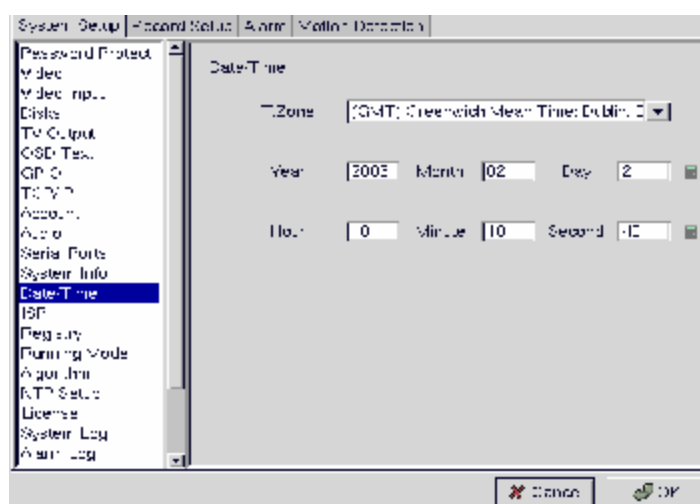 System Setup Record Setup Alarm Motion Detection
Password Protect
Video
Video Input
Disks
TV Output
OSD Text
GPIO
TCP/IP
Account
Audio
Serial Ports
System Info
Date-Time
ISP
Registry
Running Mode
Algorithm
NTP Setup
License
System Log
Alarm Log
Date-Time
T.Zone (GMT) Greenwich Mean Time: Dublin, E
Year 2003 Month 02 Day
Hour Minute 10 Second
Cancel OK